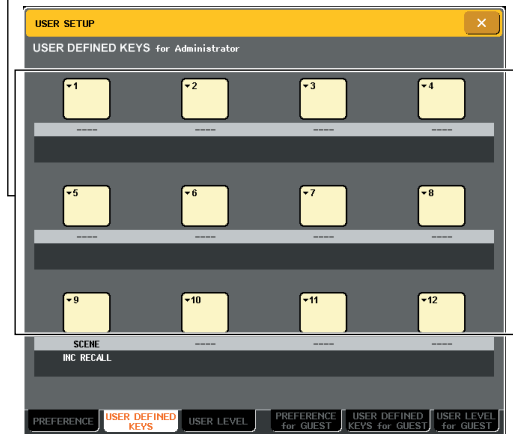 USER SETUP ×
USER DEFINED KEYS for Administrator
▾1 ▾2 ▾3 ▾4
---- ---- ---- ----
▾5 ▾6 ▾7 ▾8
---- ---- ---- ----
▾9 ▾10 ▾11 ▾12
SCENE ---- ---- ----
INC RECALL
PREFERENCE
USER DEFINED
KEYS
USER LEVEL
PREFERENCE
for GUEST
USER DEFINED
KEYS for GUEST
USER LEVEL
for GUEST